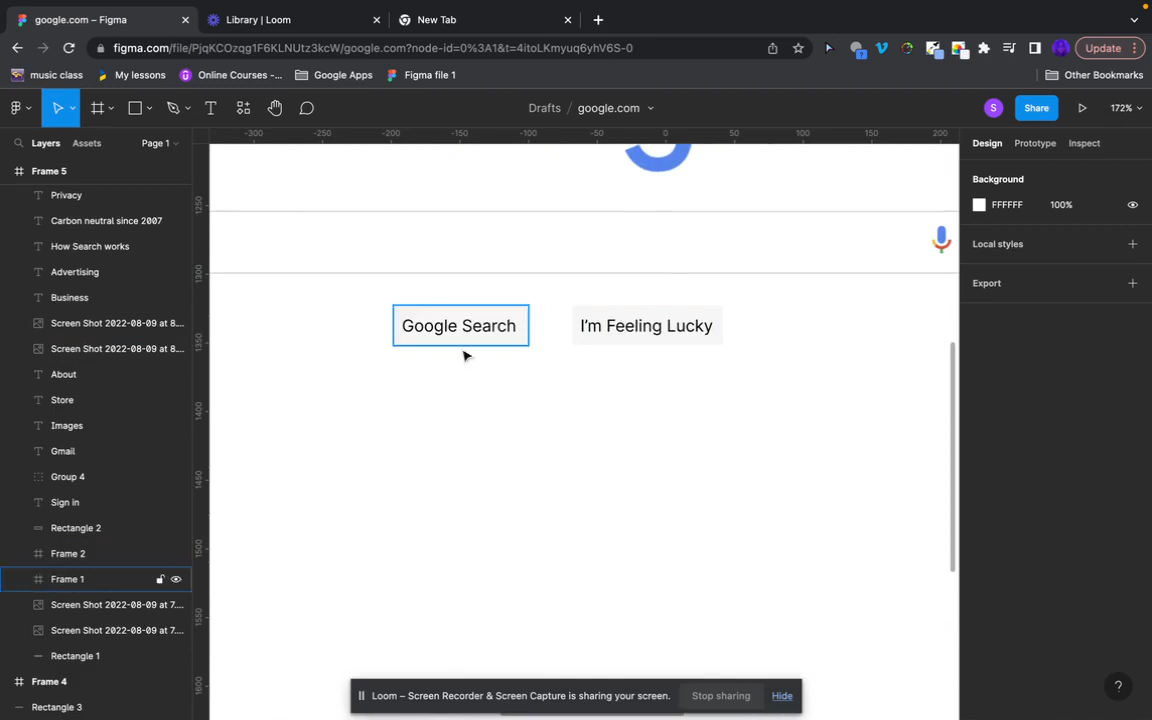 google.com – Figma
Library | Loom
New Tab
figma.com/file/PjqKCOzqg1F6KLNUtz3kcW/google.com?node-id=0%3A1&t=4itoLKmyuq6yhV6S-0
Update
music class
My lessons
Online Courses -...
Google Apps
Figma file 1
Other Bookmarks
Drafts / google.com
S
Share
172%
Layers
Assets
Page 1
-300 -250 -200 -150 -100 -50 0 50 100 150 200
Design
Prototype
Inspect
Frame 5
Privacy
Carbon neutral since 2007
How Search works
Advertising
Business
Screen Shot 2022-08-09 at 8....
Screen Shot 2022-08-09 at 8....
About
Store
Images
Gmail
Group 4
Sign in
Rectangle 2
Frame 2
Frame 1
Screen Shot 2022-08-09 at 7....
Screen Shot 2022-08-09 at 7....
Rectangle 1
Frame 4
Rectangle 3
1250
1300
1350
1400
1450
1500
1550
1600
Google Search
I'm Feeling Lucky
Background
FFFFFF
100%
Local styles
Export
Loom – Screen Recorder & Screen Capture is sharing your screen.
Stop sharing
Hide
?